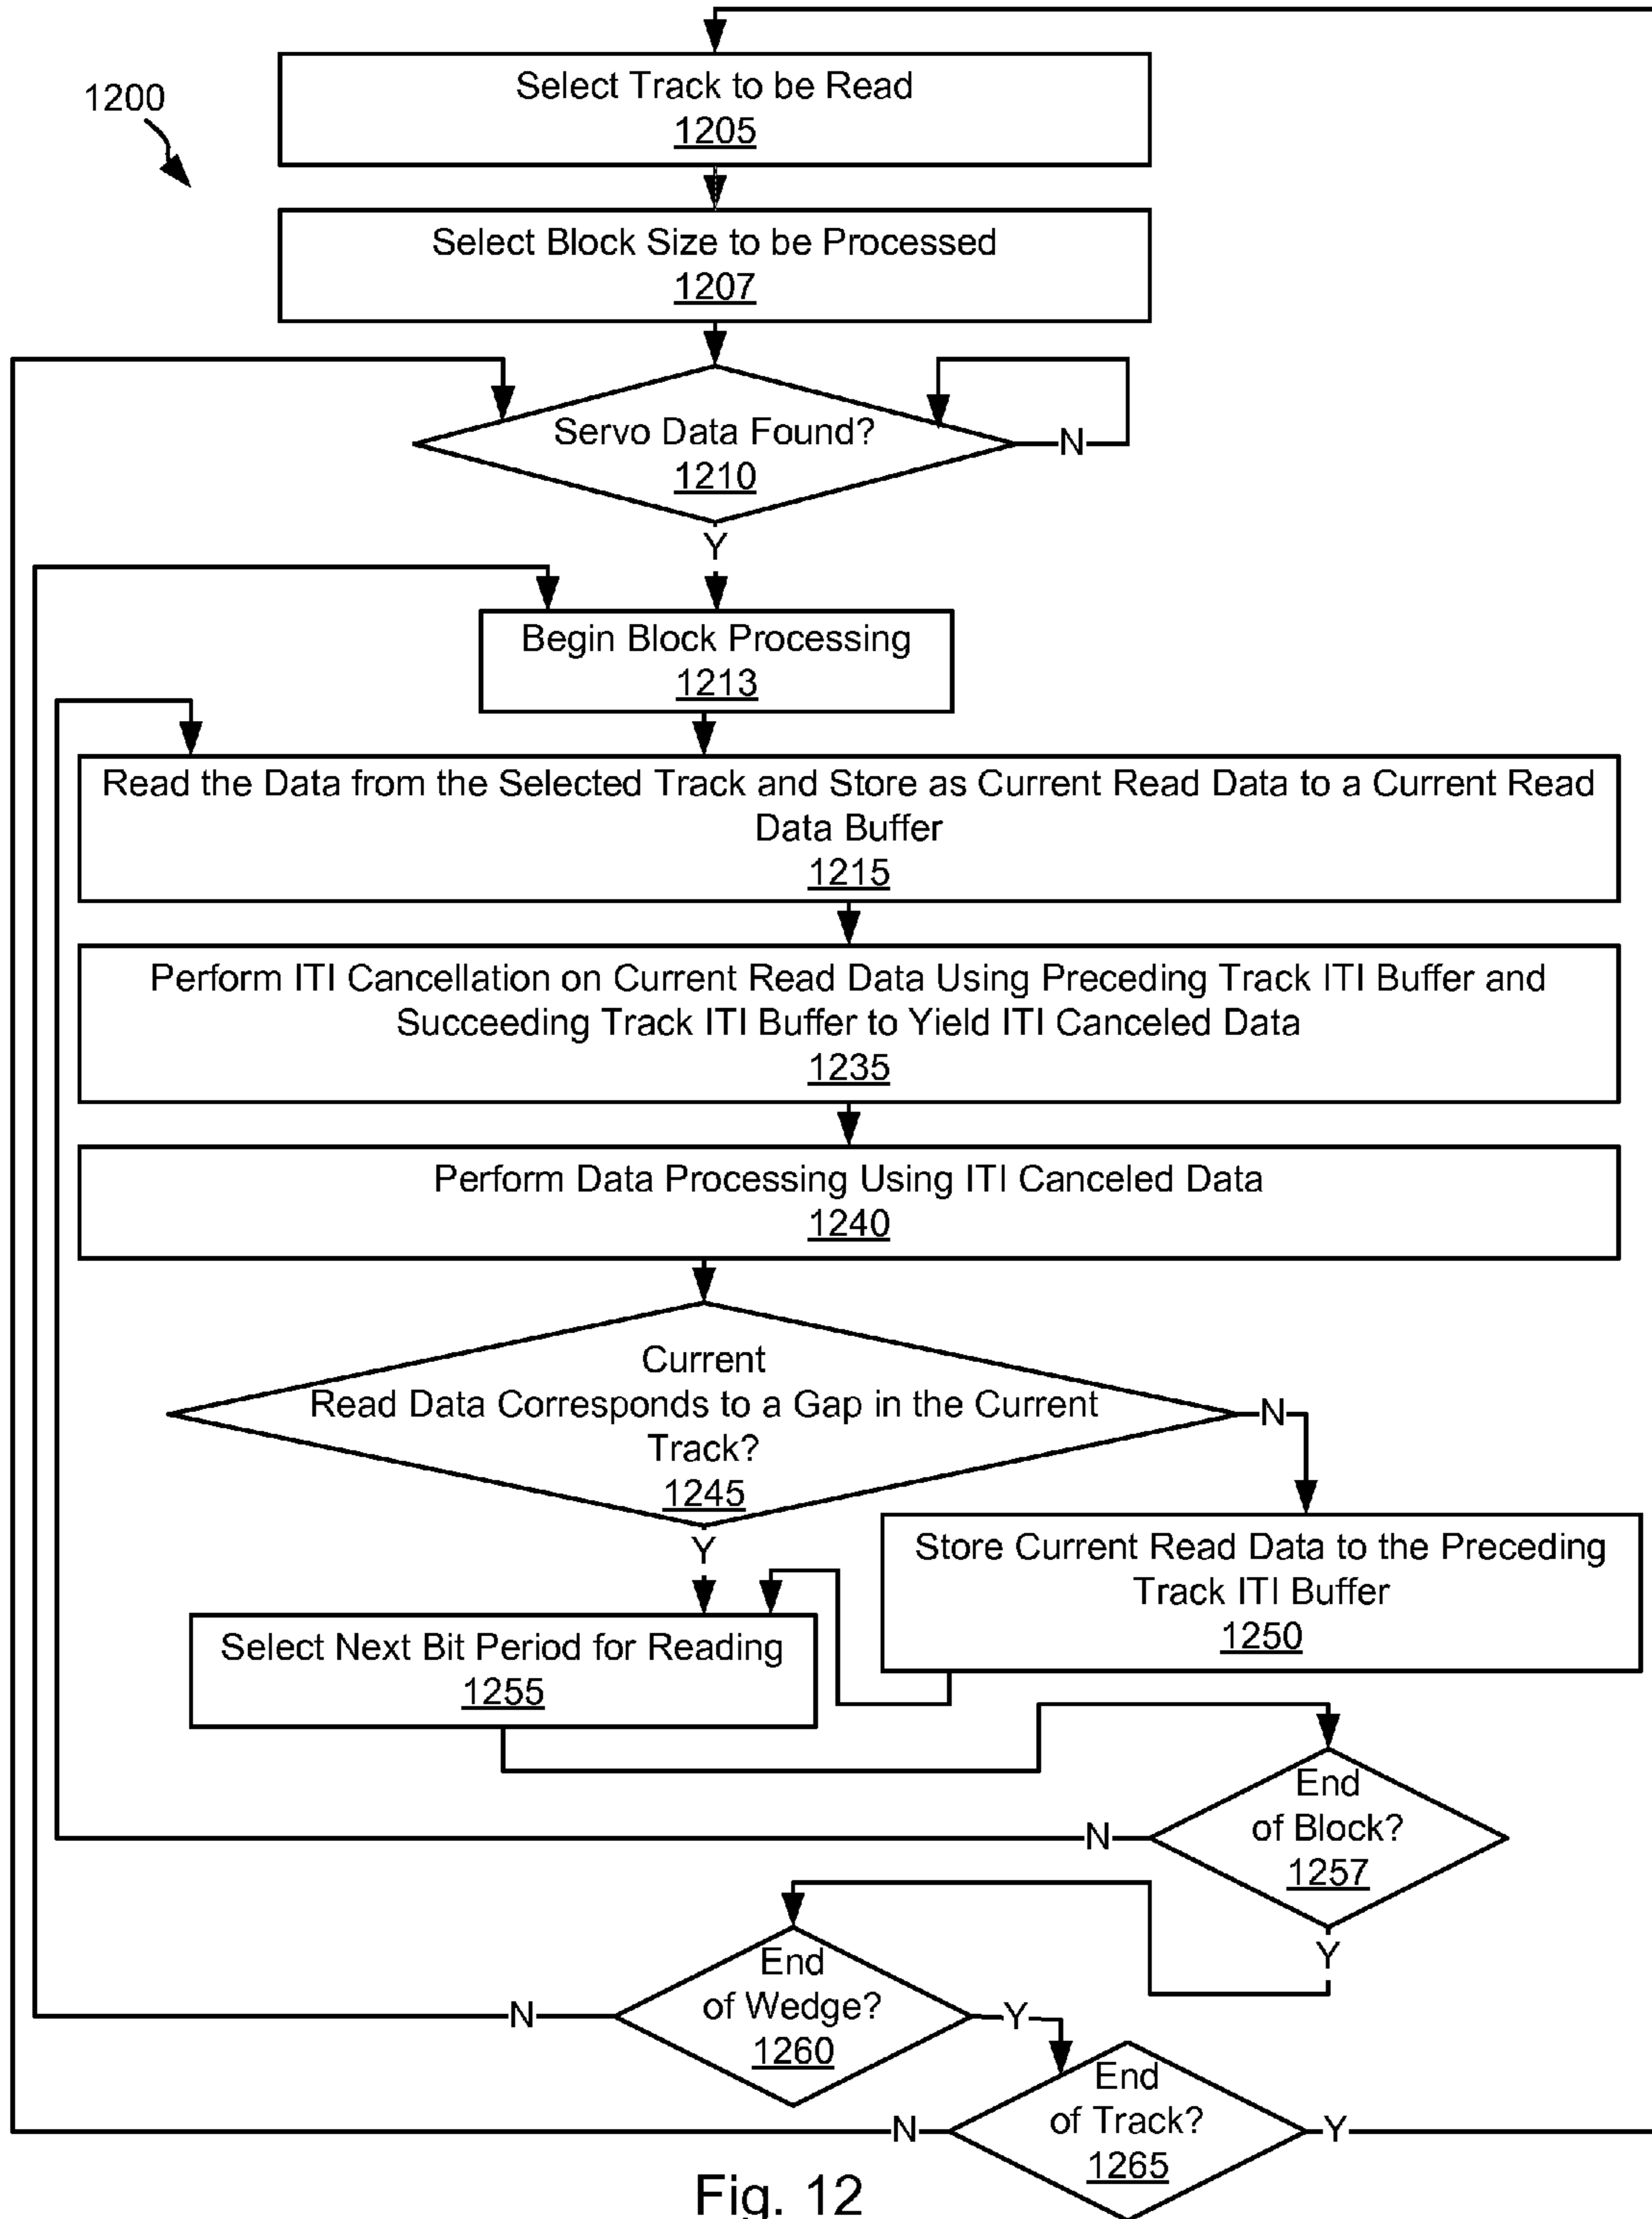 1200
Select Track to be Read
1205
Select Block Size to be Processed
1207
Servo Data Found?
1210
N
Y
Begin Block Processing
1213
Read the Data from the Selected Track and Store as Current Read Data to a Current Read
Data Buffer
1215
Perform ITI Cancellation on Current Read Data Using Preceding Track ITI Buffer and
Succeeding Track ITI Buffer to Yield ITI Canceled Data
1235
Perform Data Processing Using ITI Canceled Data
1240
Current
Read Data Corresponds to a Gap in the Current
Track?
1245
N
Y
Store Current Read Data to the Preceding
Track ITI Buffer
1250
Select Next Bit Period for Reading
1255
End
of Block?
1257
N
Y
End
of Wedge?
1260
N
Y
End
of Track?
1265
N
Y
Fig. 12